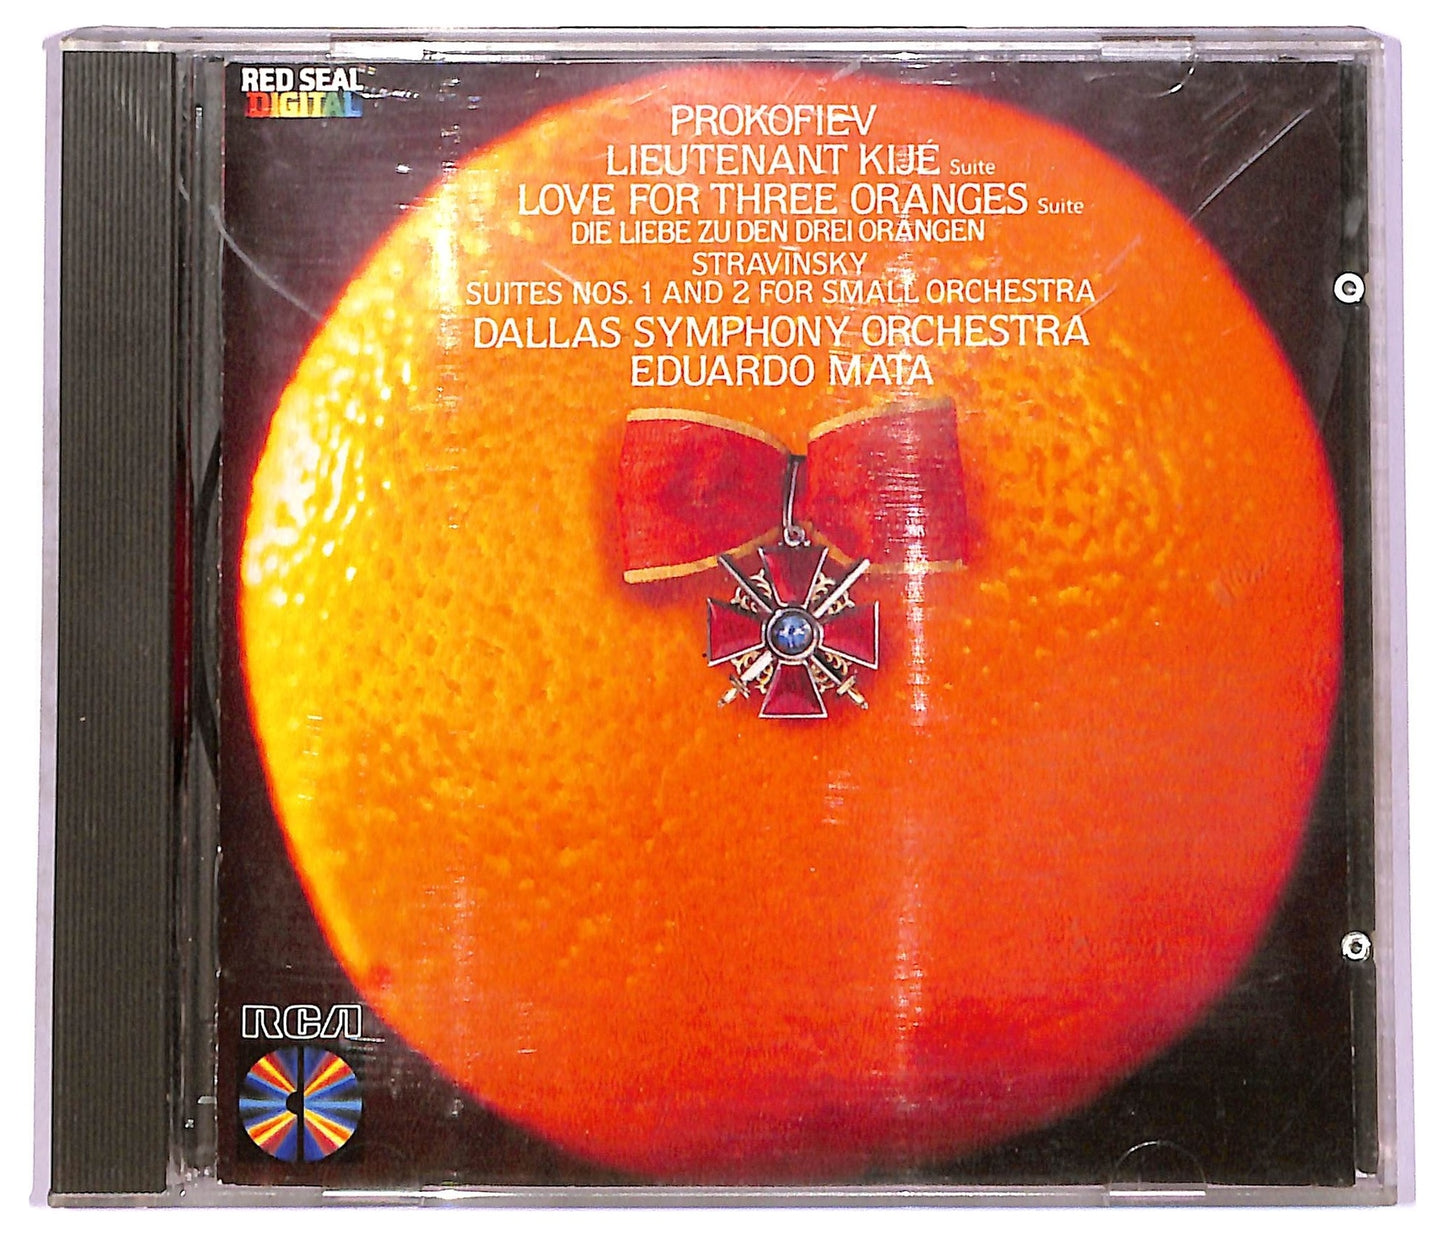 RED SEAL
DIGITAL
PROKOFIEV
LIEUTENANT KIJÉ Suite
LOVE FOR THREE ORANGES Suite
DIE LIEBE ZU DEN DREI ORANGEN
STRAVINSKY
SUITES NOS. 1 AND 2 FOR SMALL ORCHESTRA
DALLAS SYMPHONY ORCHESTRA
EDUARDO MATA
RCA